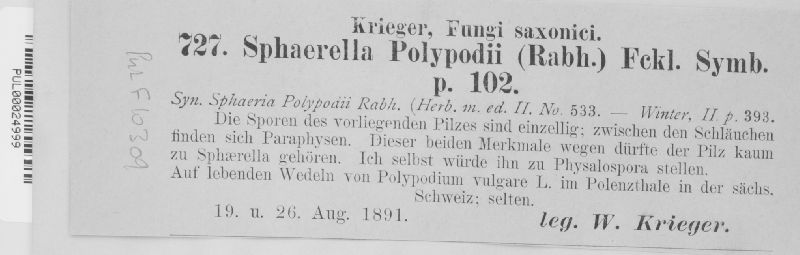 Krieger, Fungi saxonici.
727. Sphaerella Polypodii (Rabh.) Fckl. Symb.
p. 102.
Syn. Sphaeria Polypodii Rabh. (Herb. m. ed. II. No. 533. — Winter, II p. 393.
Die Sporen des vorliegenden Pilzes sind einzellig; zwischen den Schläuchen
finden sich Paraphysen. Dieser beiden Merkmale wegen dürfte der Pilz kaum
zu Sphærella gehören. Ich selbst würde ihn zu Physalospora stellen.
Auf lebenden Wedeln von Polypodium vulgare L. im Polenzthale in der sächs.
Schweiz; selten.
19. u. 26. Aug. 1891.
leg. W. Krieger.
PUL F10309
PUL00024999